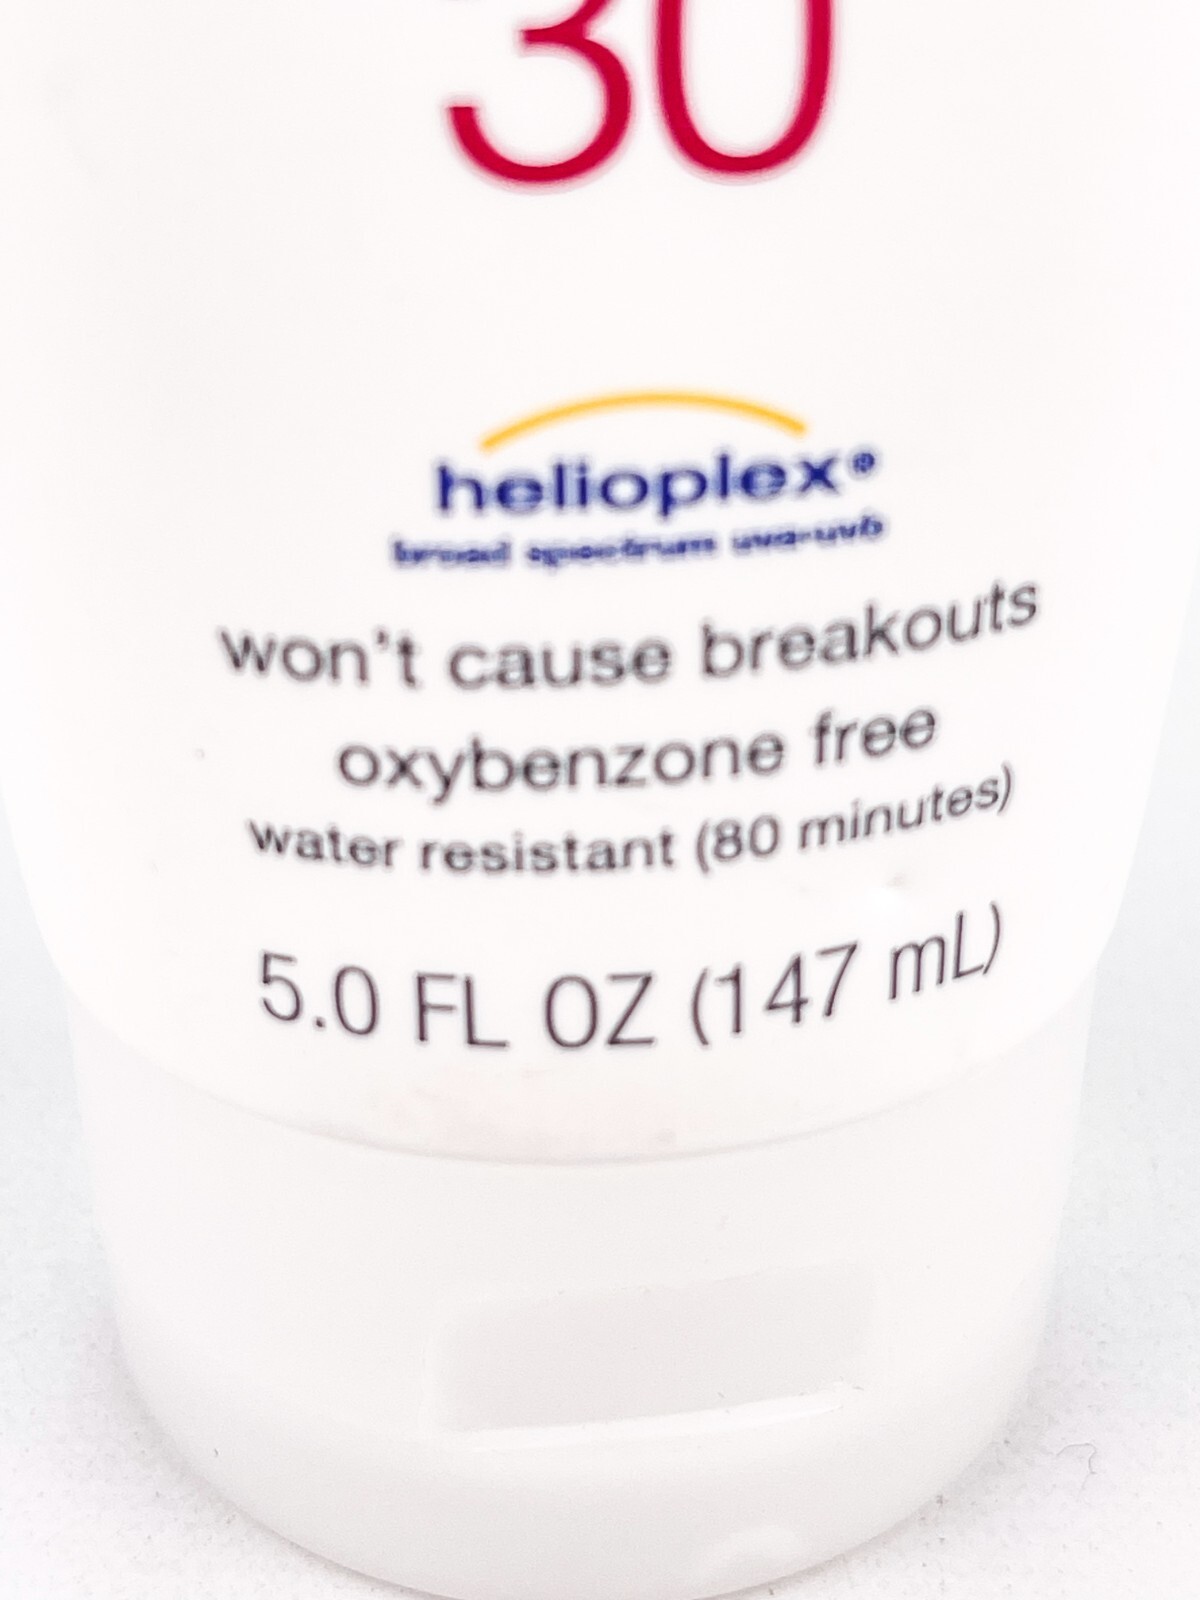 30
helioplex®
broad spectrum uva-uvb
won't cause breakouts
oxybenzone free
water resistant (80 minutes)
5.0 FL OZ (147 mL)